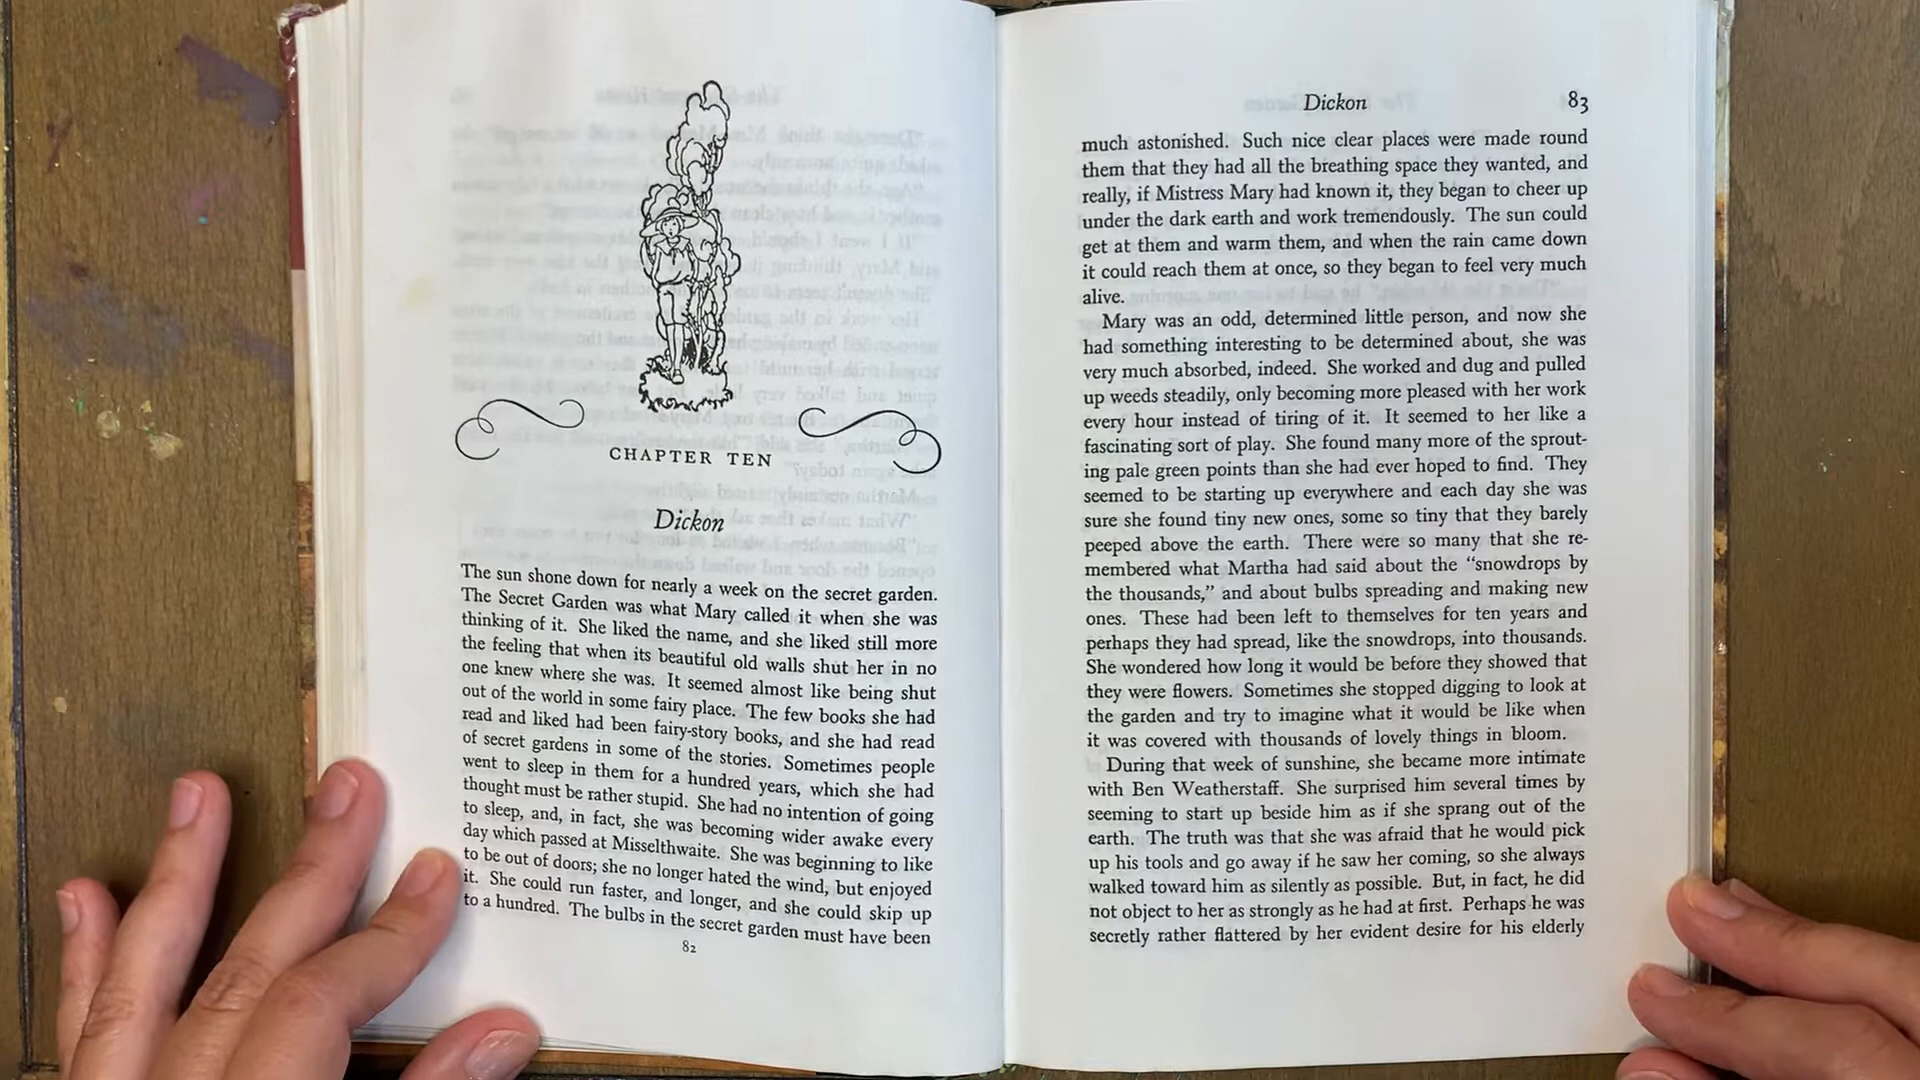 CHAPTER TEN
Dickon
The sun shone down for nearly a week on the secret garden.
The Secret Garden was what Mary called it when she was
thinking of it. She liked the name, and she liked still more
the feeling that when its beautiful old walls shut her in no
one knew where she was. It seemed almost like being shut
out of the world in some fairy place. The few books she had
read and liked had been fairy-story books, and she had read
of secret gardens in some of the stories. Sometimes people
went to sleep in them for a hundred years, which she had
thought must be rather stupid. She had no intention of going
to sleep, and, in fact, she was becoming wider awake every
day which passed at Misselthwaite. She was beginning to like
to be out of doors; she no longer hated the wind, but enjoyed
it. She could run faster, and longer, and she could skip up
to a hundred. The bulbs in the secret garden must have been
82
Dickon 83
much astonished. Such nice clear places were made round
them that they had all the breathing space they wanted, and
really, if Mistress Mary had known it, they began to cheer up
under the dark earth and work tremendously. The sun could
get at them and warm them, and when the rain came down
it could reach them at once, so they began to feel very much
alive.
Mary was an odd, determined little person, and now she
had something interesting to be determined about, she was
very much absorbed, indeed. She worked and dug and pulled
up weeds steadily, only becoming more pleased with her work
every hour instead of tiring of it. It seemed to her like a
fascinating sort of play. She found many more of the sprout-
ing pale green points than she had ever hoped to find. They
seemed to be starting up everywhere and each day she was
sure she found tiny new ones, some so tiny that they barely
peeped above the earth. There were so many that she re-
membered what Martha had said about the “snowdrops by
the thousands,” and about bulbs spreading and making new
ones. These had been left to themselves for ten years and
perhaps they had spread, like the snowdrops, into thousands.
She wondered how long it would be before they showed that
they were flowers. Sometimes she stopped digging to look at
the garden and try to imagine what it would be like when
it was covered with thousands of lovely things in bloom.
During that week of sunshine, she became more intimate
with Ben Weatherstaff. She surprised him several times by
seeming to start up beside him as if she sprang out of the
earth. The truth was that she was afraid that he would pick
up his tools and go away if he saw her coming, so she always
walked toward him as silently as possible. But, in fact, he did
not object to her as strongly as he had at first. Perhaps he was
secretly rather flattered by her evident desire for his elderly